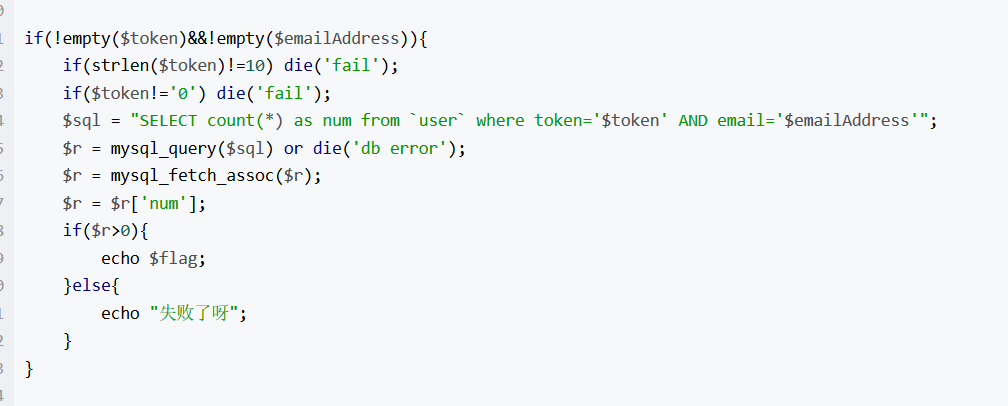 if(!empty($token)&&!empty($emailAddress)){
    if(strlen($token)!=10) die('fail');
    if($token!='0') die('fail');
    $sql = "SELECT count(*) as num from `user` where token='$token' AND email='$emailAddress'";
    $r = mysql_query($sql) or die('db error');
    $r = mysql_fetch_assoc($r);
    $r = $r['num'];
    if($r>0){
        echo $flag;
    }else{
        echo "失败了呀";
    }
}